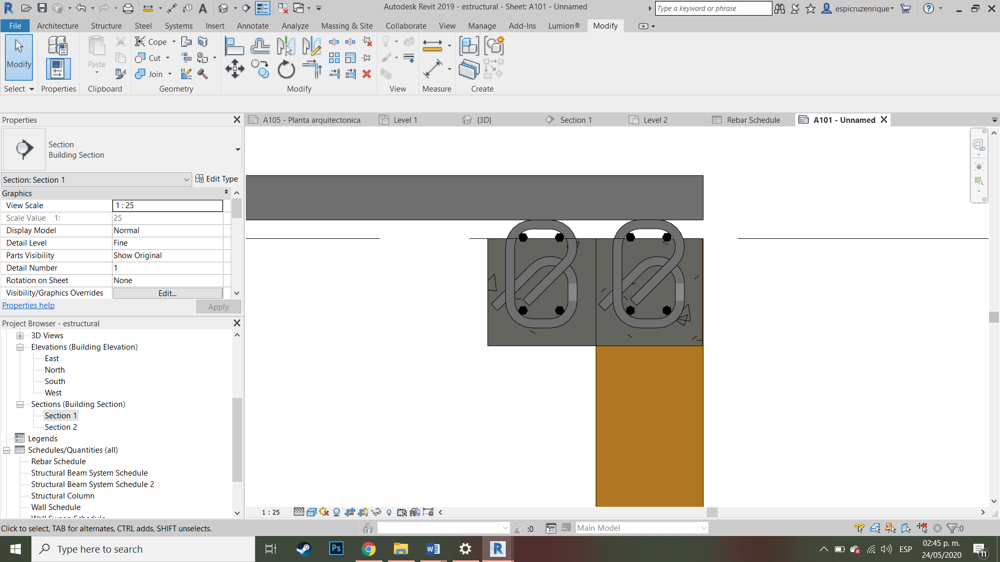 Autodesk Revit 2019 - estructural - Sheet: A101 - Unnamed
Type a keyword or phrase
espicruzenrique
File Architecture Structure Steel Systems Insert Annotate Analyze Massing & Site Collaborate View Manage Add-Ins Lumion® Modify
Modify
Paste
Cope
Cut
Join
Select Properties Clipboard Geometry Modify View Measure Create
Properties
A105 - Planta arquitectonica
Level 1
{3D}
Section 1
Level 2
Rebar Schedule
A101 - Unnamed
Section
Building Section
Section: Section 1
Edit Type
Graphics
View Scale 1 : 25
Scale Value 1: 25
Display Model Normal
Detail Level Fine
Parts Visibility Show Original
Detail Number 1
Rotation on Sheet None
Visibility/Graphics Overrides Edit...
Properties help
Apply
2D
Project Browser - estructural
3D Views
Elevations (Building Elevation)
East
North
South
West
Sections (Building Section)
Section 1
Section 2
Legends
Schedules/Quantities (all)
Rebar Schedule
Structural Beam System Schedule
Structural Beam System Schedule 2
Structural Column
Wall Schedule
1 : 25
Click to select, TAB for alternates, CTRL adds, SHIFT unselects.
:0
Main Model
:0
Type here to search
Ps
ESP
02:45 p. m.
24/05/2020
11